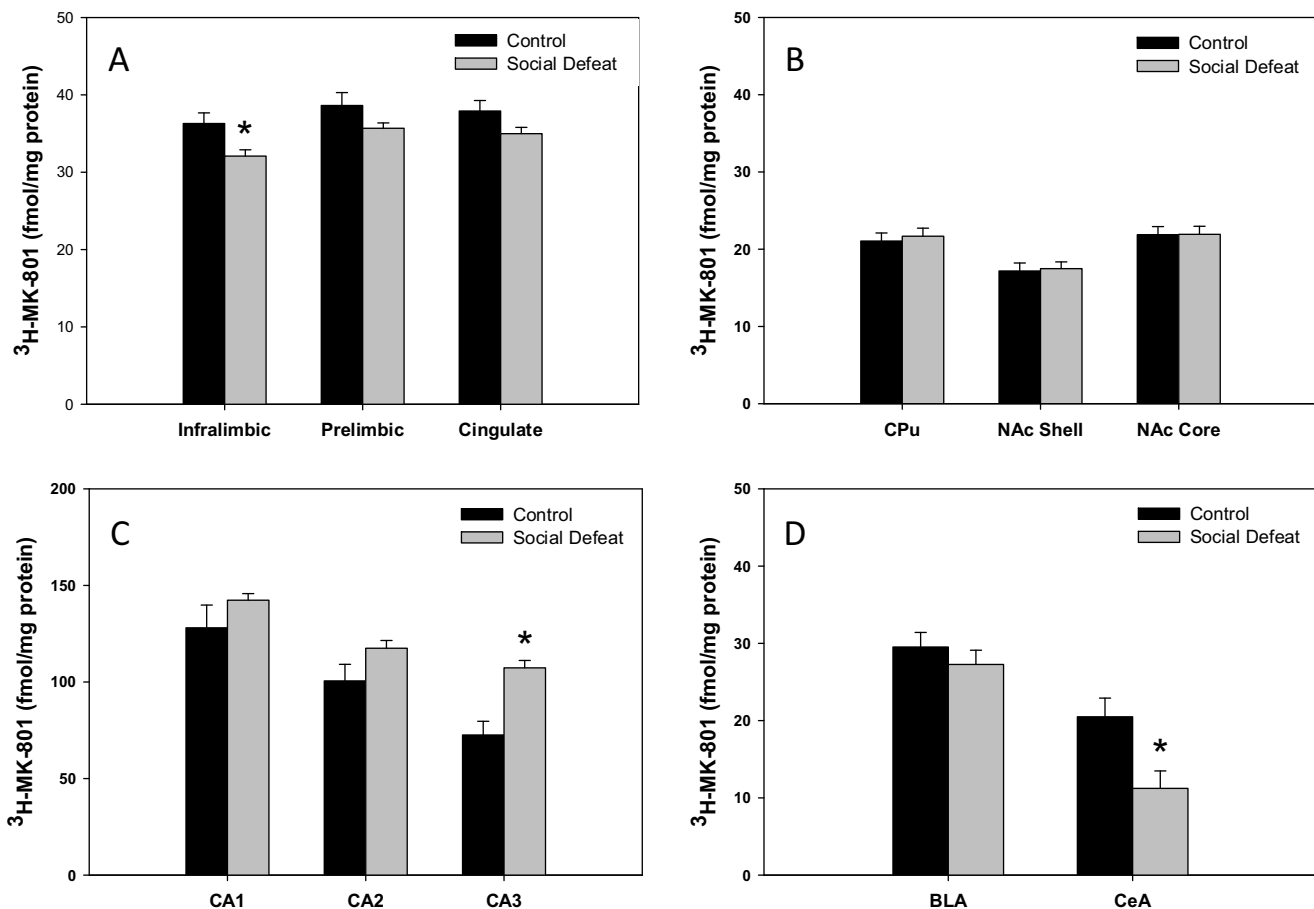 A
Control
Social Defeat
³H-MK-801 (fmol/mg protein)
50
40
30
20
10
0
Infralimbic Prelimbic Cingulate
*
B
Control
Social Defeat
³H-MK-801 (fmol/mg protein)
50
40
30
20
10
0
CPu NAc Shell NAc Core
C
Control
Social Defeat
³H-MK-801 (fmol/mg protein)
200
150
100
50
0
CA1 CA2 CA3
*
D
Control
Social Defeat
³H-MK-801 (fmol/mg protein)
50
40
30
20
10
0
BLA CeA
*